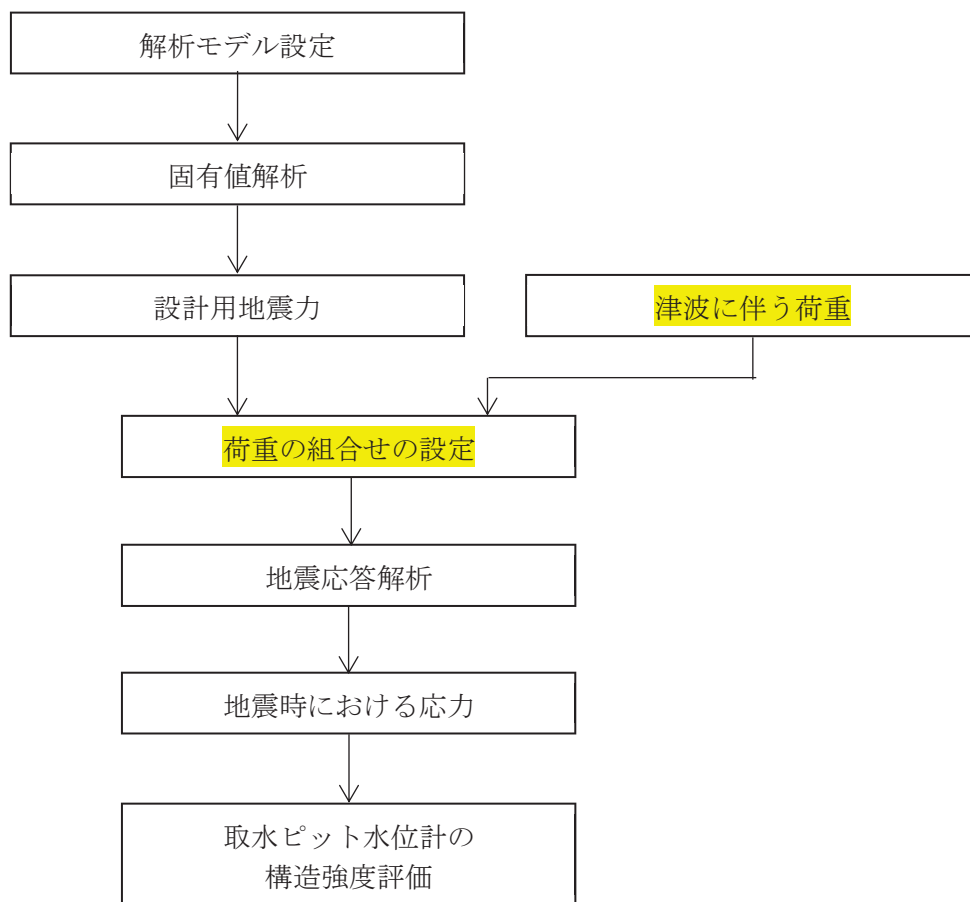 解析モデル設定
固有値解析
設計用地震力
津波に伴う荷重
荷重の組合せの設定
地震応答解析
地震時における応力
取水ピット水位計の
構造強度評価